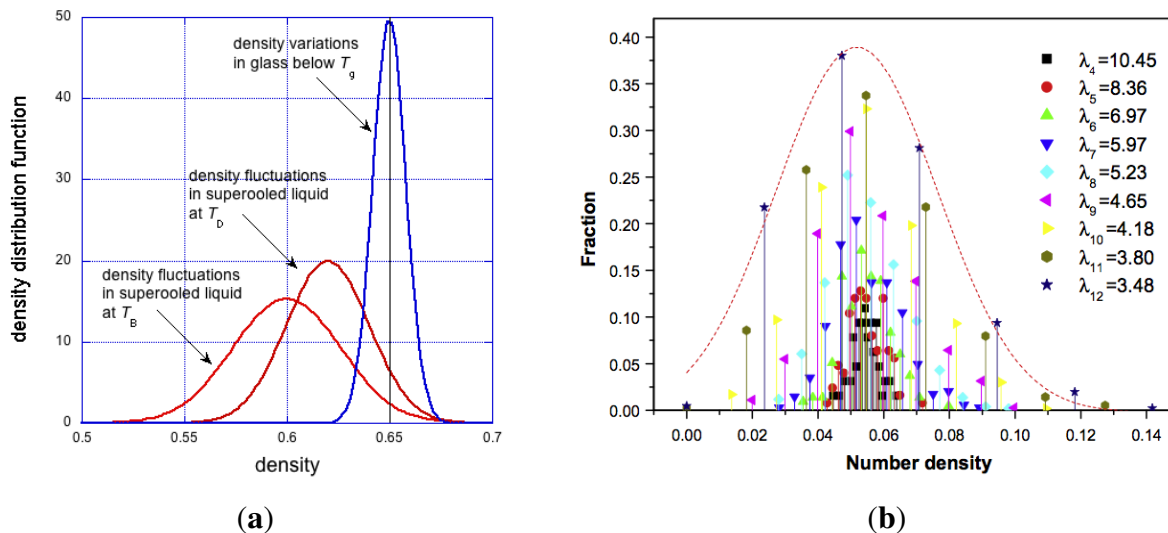 50
40
30
20
10
0
0.5
0.55
0.6
0.65
0.7
density
density distribution function
density variations
in glass below Tg
density fluctuations
in superooled liquid
at TD
density fluctuations
in superooled liquid
at TB
(a)
0.40
0.35
0.30
0.25
0.20
0.15
0.10
0.05
0.00
Fraction
0.00
0.02
0.04
0.06
0.08
0.10
0.12
0.14
Number density
λ4=10.45
λ5=8.36
λ6=6.97
λ7=5.97
λ8=5.23
λ9=4.65
λ10=4.18
λ11=3.80
λ12=3.48
(b)